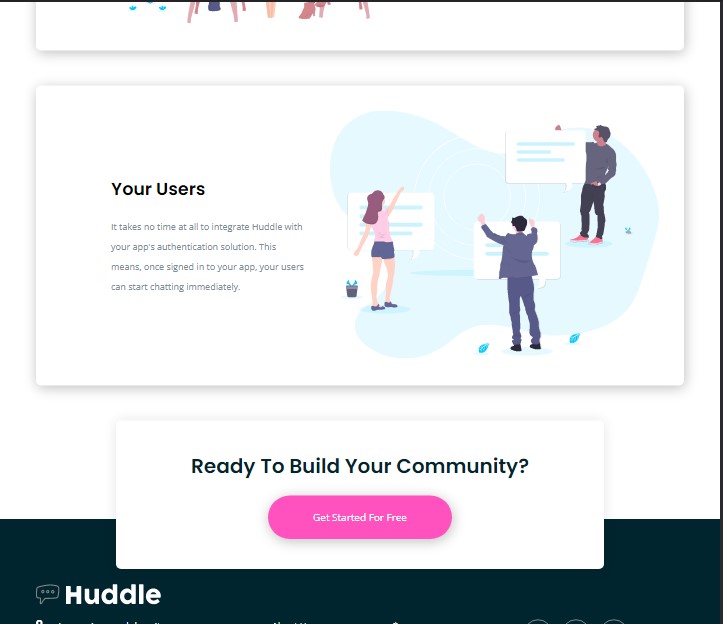 Your Users
It takes no time at all to integrate Huddle with
your app's authentication solution. This
means, once signed in to your app, your users
can start chatting immediately.
Ready To Build Your Community?
Get Started For Free
Huddle